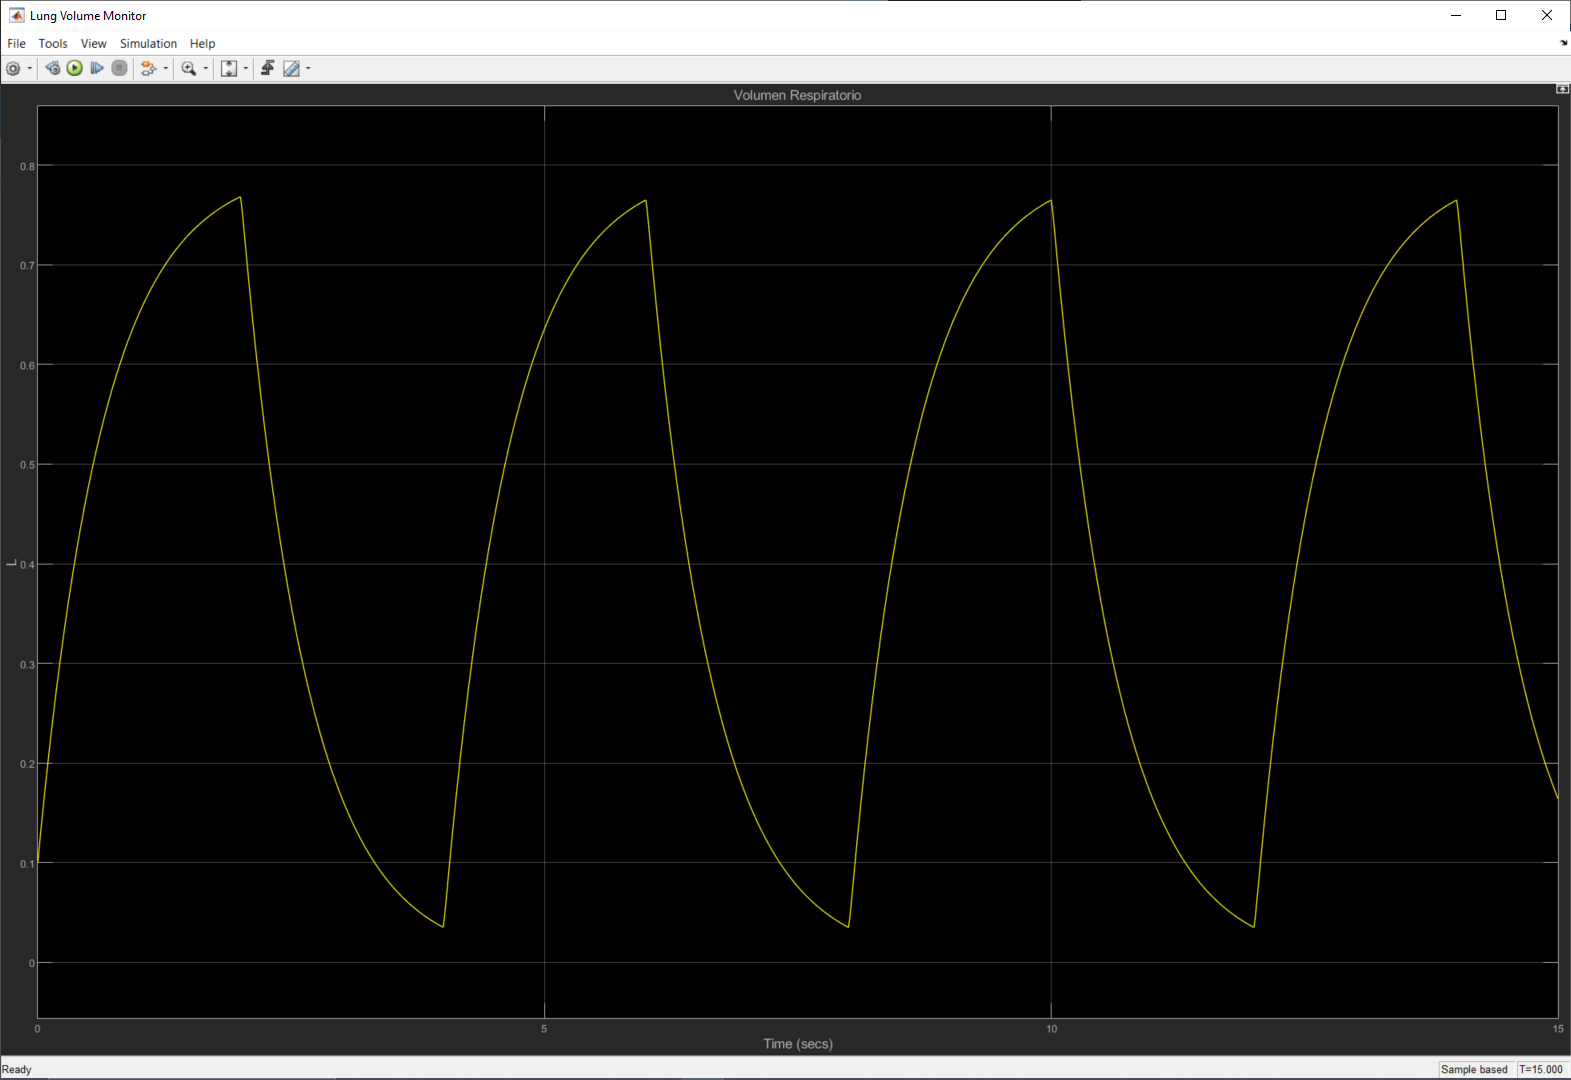 Lung Volume Monitor
File Tools View Simulation Help
Volumen Respiratorio
0.8
0.7
0.6
0.5
L
0.4
0.3
0.2
0.1
0
0 5 10 15
Time (secs)
Ready Sample based T=15.000